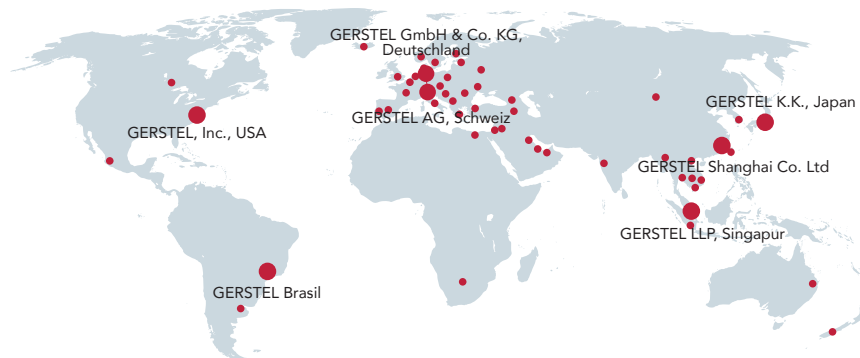 GERSTEL GmbH & Co. KG,
Deutschland
GERSTEL K.K., Japan
GERSTEL AG, Schweiz
GERSTEL, Inc., USA
GERSTEL Shanghai Co. Ltd
GERSTEL LLP, Singapur
GERSTEL Brasil